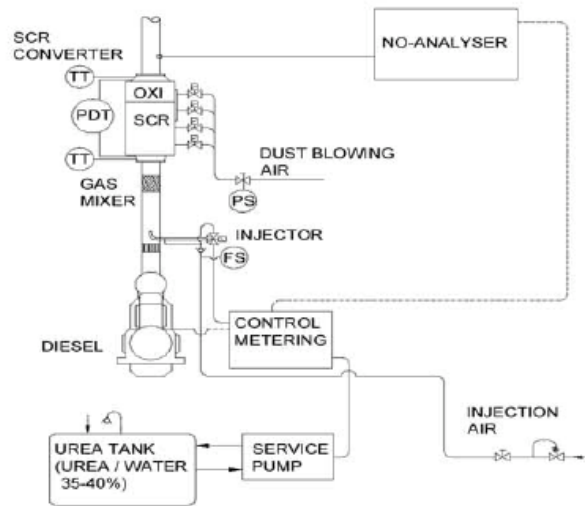 SCR
CONVERTER
NO-ANALYSER
TT
OXI
PDT
SCR
TT
DUST BLOWING
AIR
GAS
MIXER
PS
INJECTOR
FS
CONTROL
METERING
DIESEL
INJECTION
AIR
UREA TANK
(UREA / WATER
35-40%)
SERVICE
PUMP